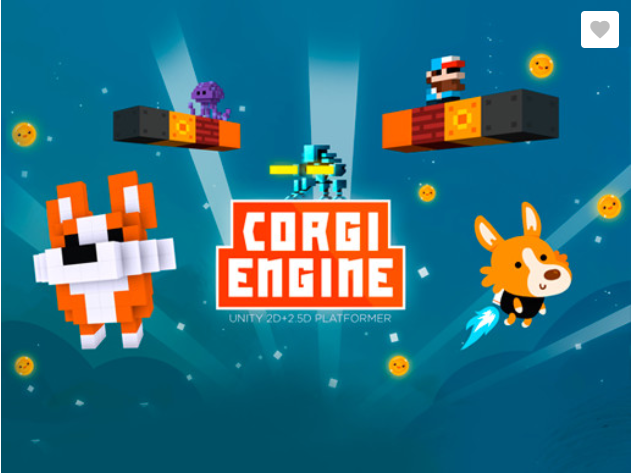 CORGI
ENGINE
UNITY 2D+2.5D PLATFORMER